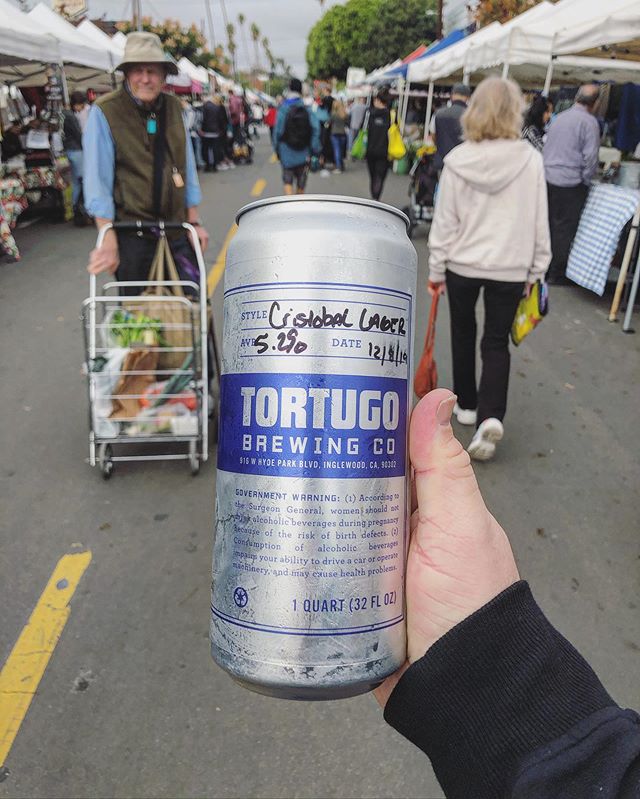 STYLE Cristobal LAGER
5.2% DATE 12/8/19
TORTUGO
BREWING CO
916 W HYDE PARK BLVD, INGLEWOOD, CA, 90302
GOVERNMENT WARNING: (1) According to
the Surgeon General, women should not
drink alcoholic beverages during pregnancy
because of the risk of birth defects. (2)
Consumption of alcoholic beverages
impairs your ability to drive a car or operate
machinery, and may cause health problems.
1 QUART (32 FL OZ)